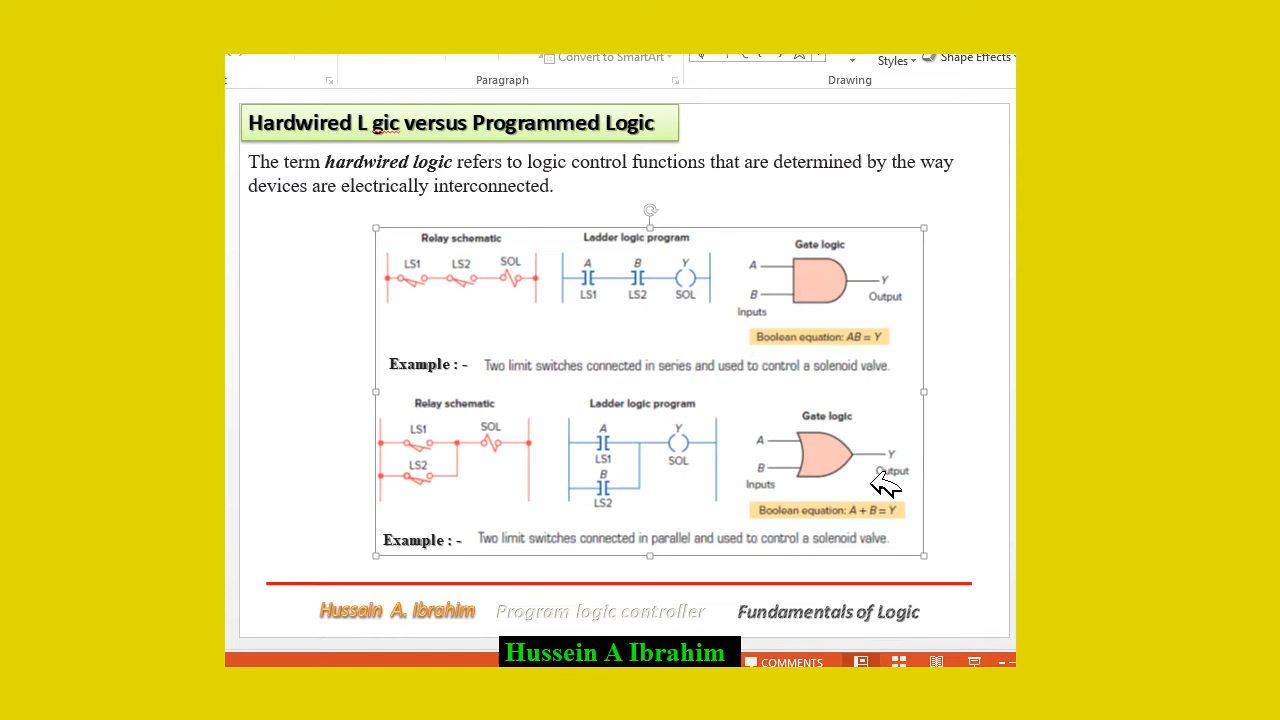 Convert to SmartArt
Styles
Shape Effects
Paragraph
Drawing
Hardwired L gic versus Programmed Logic
The term hardwired logic refers to logic control functions that are determined by the way
devices are electrically interconnected.
Relay schematic
Ladder logic program
Gate logic
LS1 LS2 SOL
A B Y
LS1 LS2 SOL
A
B
Inputs
Y
Output
Boolean equation: AB = Y
Example : - Two limit switches connected in series and used to control a solenoid valve.
Relay schematic
Ladder logic program
Gate logic
LS1 SOL
LS2
A Y
LS1 SOL
B
LS2
A
B
Inputs
Y
Output
Boolean equation: A + B = Y
Example : - Two limit switches connected in parallel and used to control a solenoid valve.
Hussein A. Ibrahim Program logic controller Fundamentals of Logic
Hussein A Ibrahim
COMMENTS